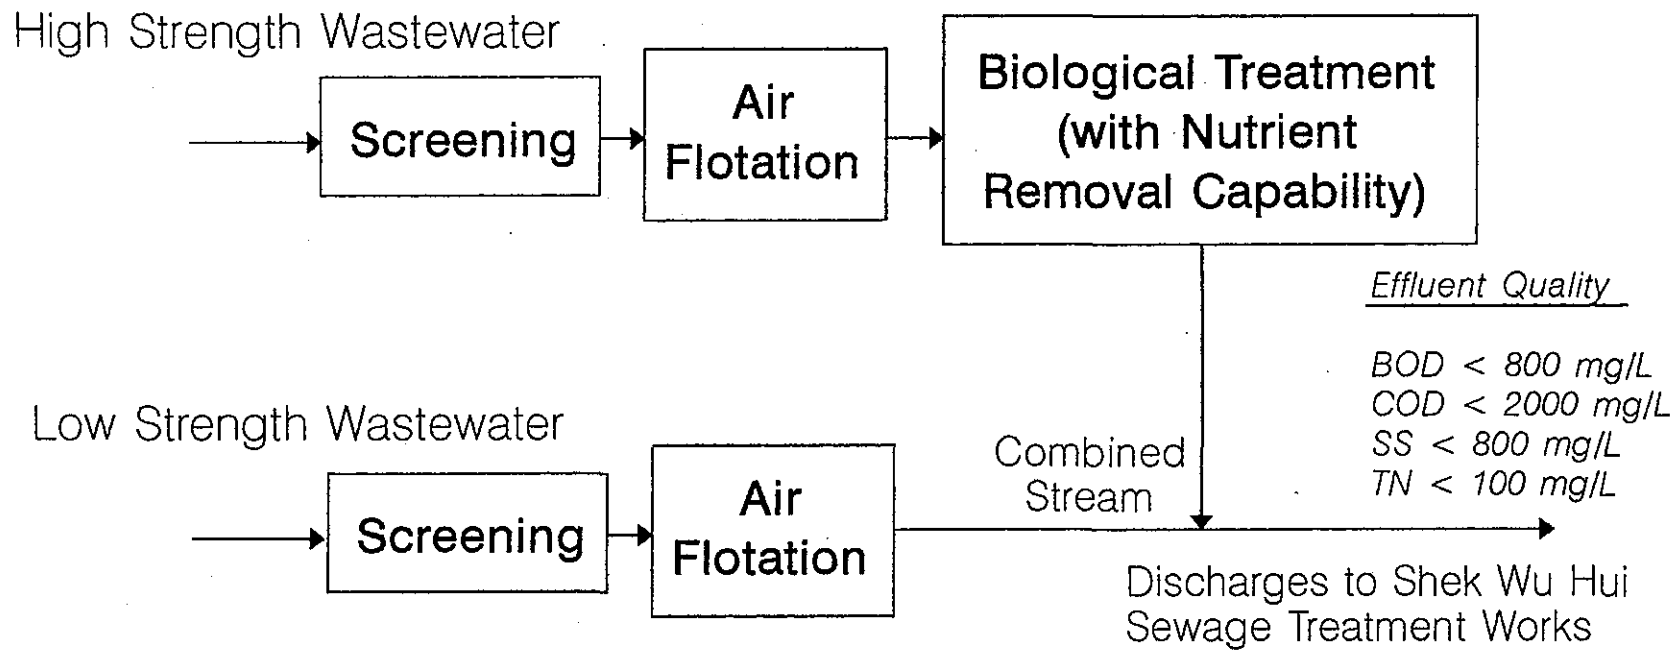 High Strength Wastewater
Screening
Air
Flotation
Biological Treatment
(with Nutrient
Removal Capability)
Effluent Quality
BOD < 800 mg/L
COD < 2000 mg/L
SS < 800 mg/L
TN < 100 mg/L
Low Strength Wastewater
Screening
Air
Flotation
Combined
Stream
Discharges to Shek Wu Hui
Sewage Treatment Works